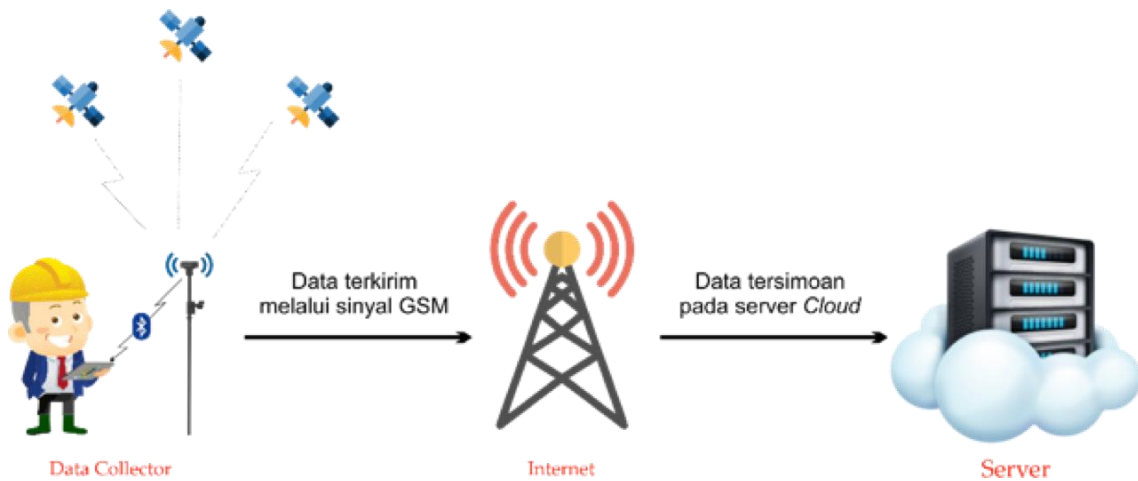 Data terkirim
melalui sinyal GSM
Data tersimoan
pada server Cloud
Data Collector
Internet
Server